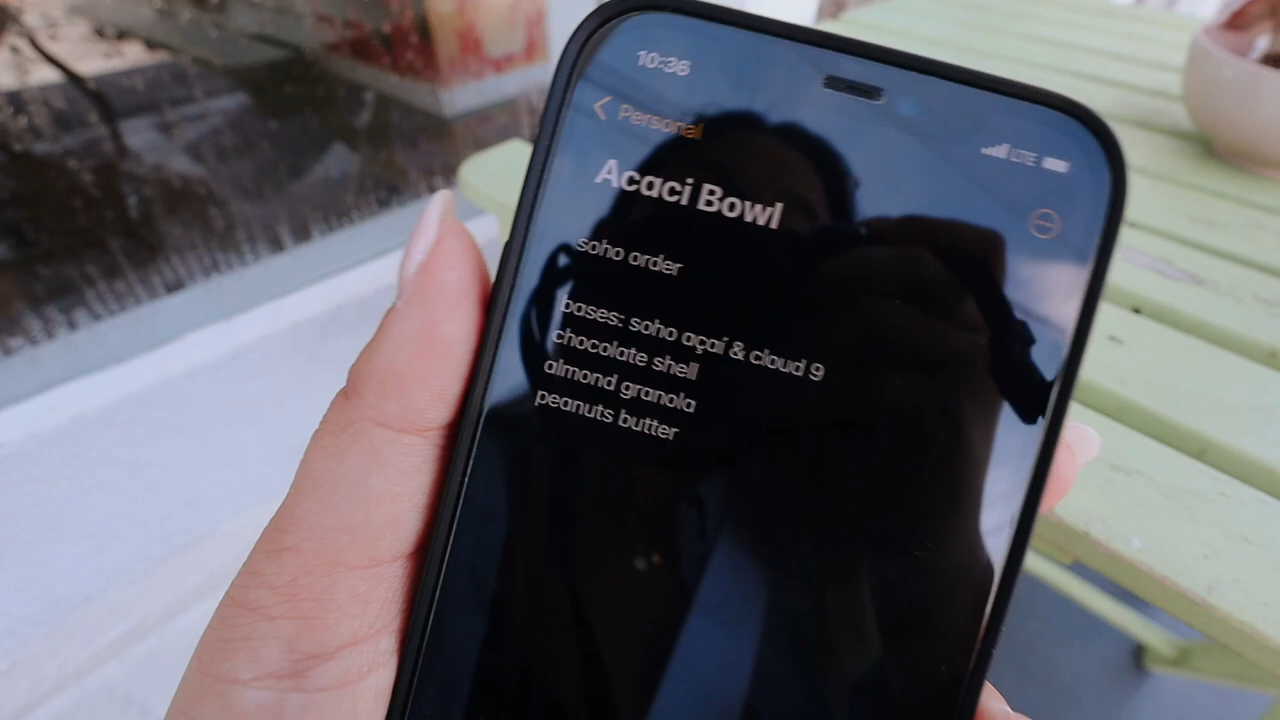 10:36
LTE
Personal
Acaci Bowl
soho order
bases: soho açaí & cloud 9
chocolate shell
almond granola
peanuts butter